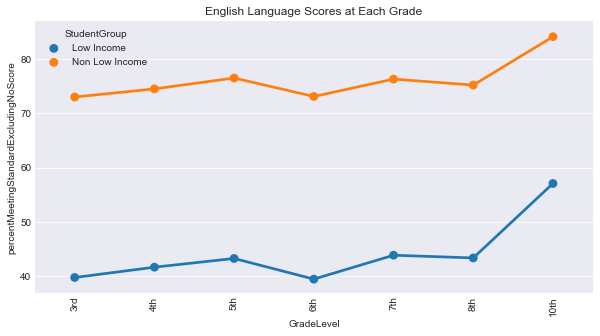 English Language Scores at Each Grade
StudentGroup
Low Income
Non Low Income
percentMeetingStandardExcludingNoScore
80
70
60
50
40
3rd
4th
5th
6th
7th
8th
10th
GradeLevel